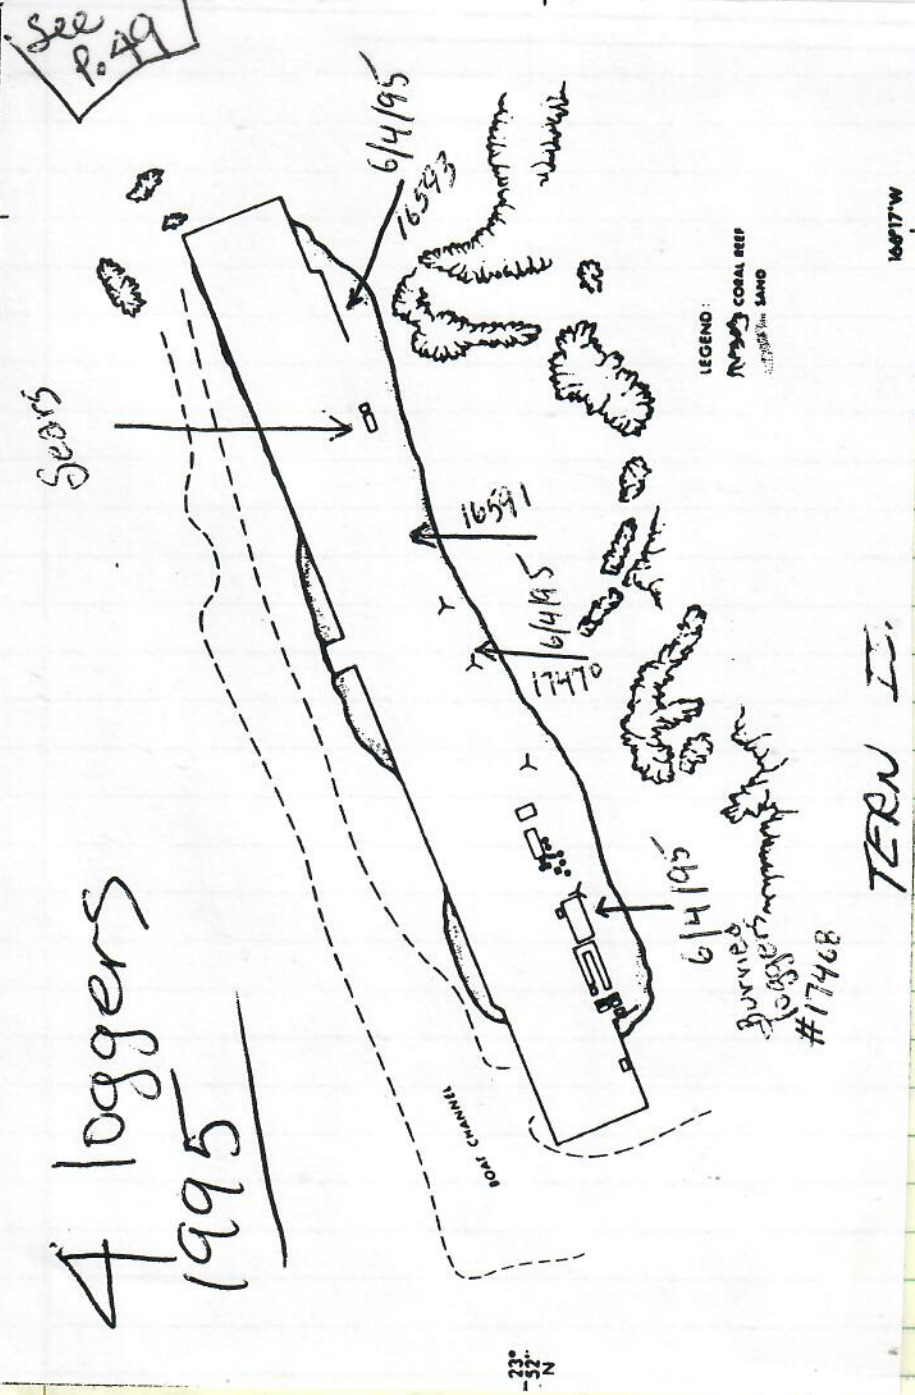 See
P. 49
4 loggers
1995
Sears
6/4/95
16593
16591
6/4/95
17470
6/4/95
loggers
#17468
BOAT CHANNEL
LEGEND:
CORAL REEF
SAND
166°17'W
23°
52'
N
TERN I.